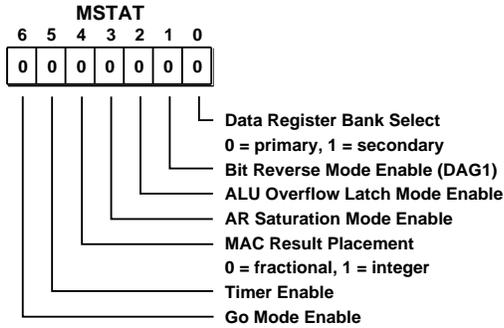 MSTAT
6 5 4 3 2 1 0
0 0 0 0 0 0 0
Data Register Bank Select
0 = primary, 1 = secondary
Bit Reverse Mode Enable (DAG1)
ALU Overflow Latch Mode Enable
AR Saturation Mode Enable
MAC Result Placement
0 = fractional, 1 = integer
Timer Enable
Go Mode Enable